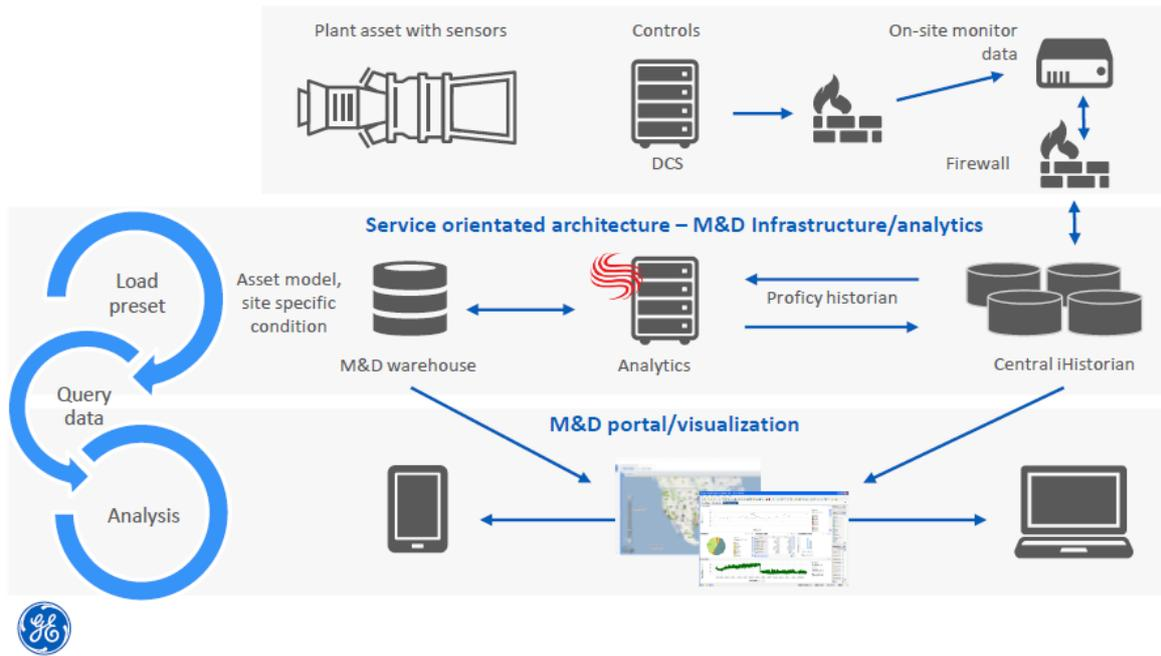 Plant asset with sensors
Controls
On-site monitor
data
DCS
Firewall
Service orientated architecture – M&D Infrastructure/analytics
Load
preset
Asset model,
site specific
condition
Proficy historian
M&D warehouse
Analytics
Central iHistorian
Query
data
M&D portal/visualization
Analysis
GE